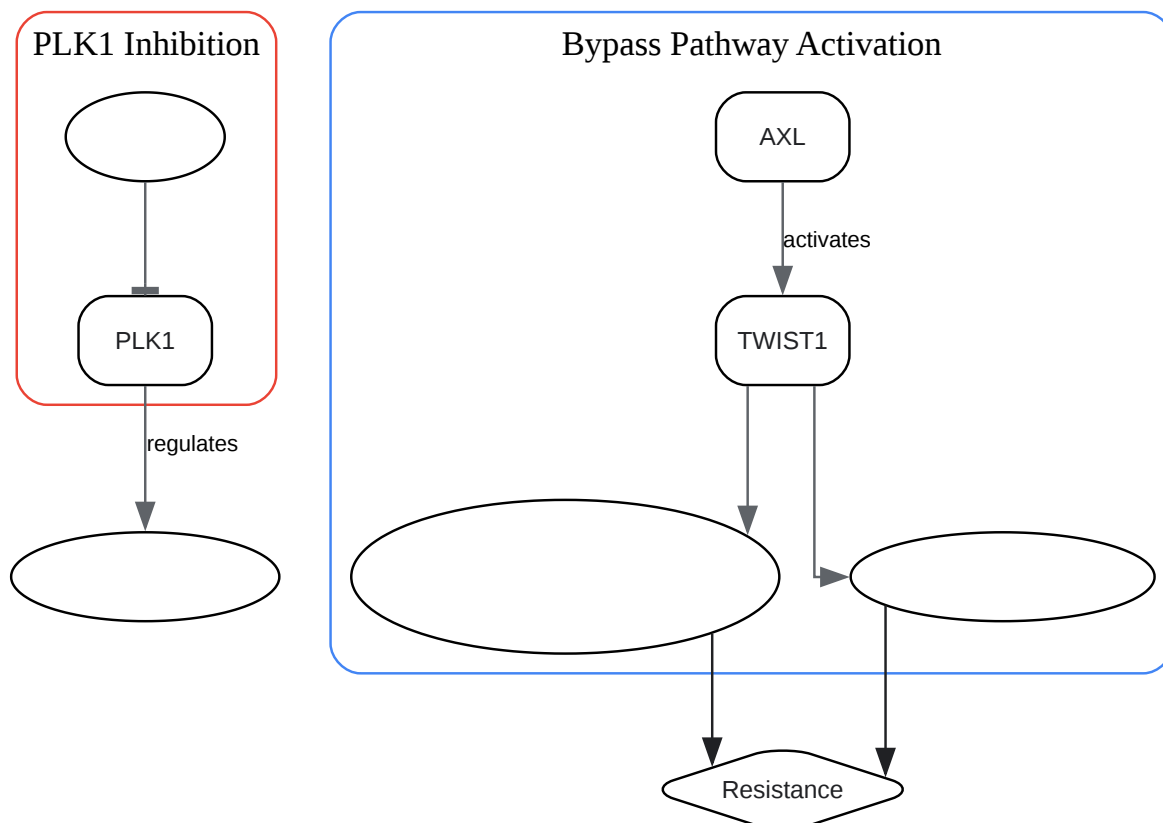 PLK1 Inhibition
Bypass Pathway Activation
AXL
activates
PLK1
TWIST1
regulates
Resistance